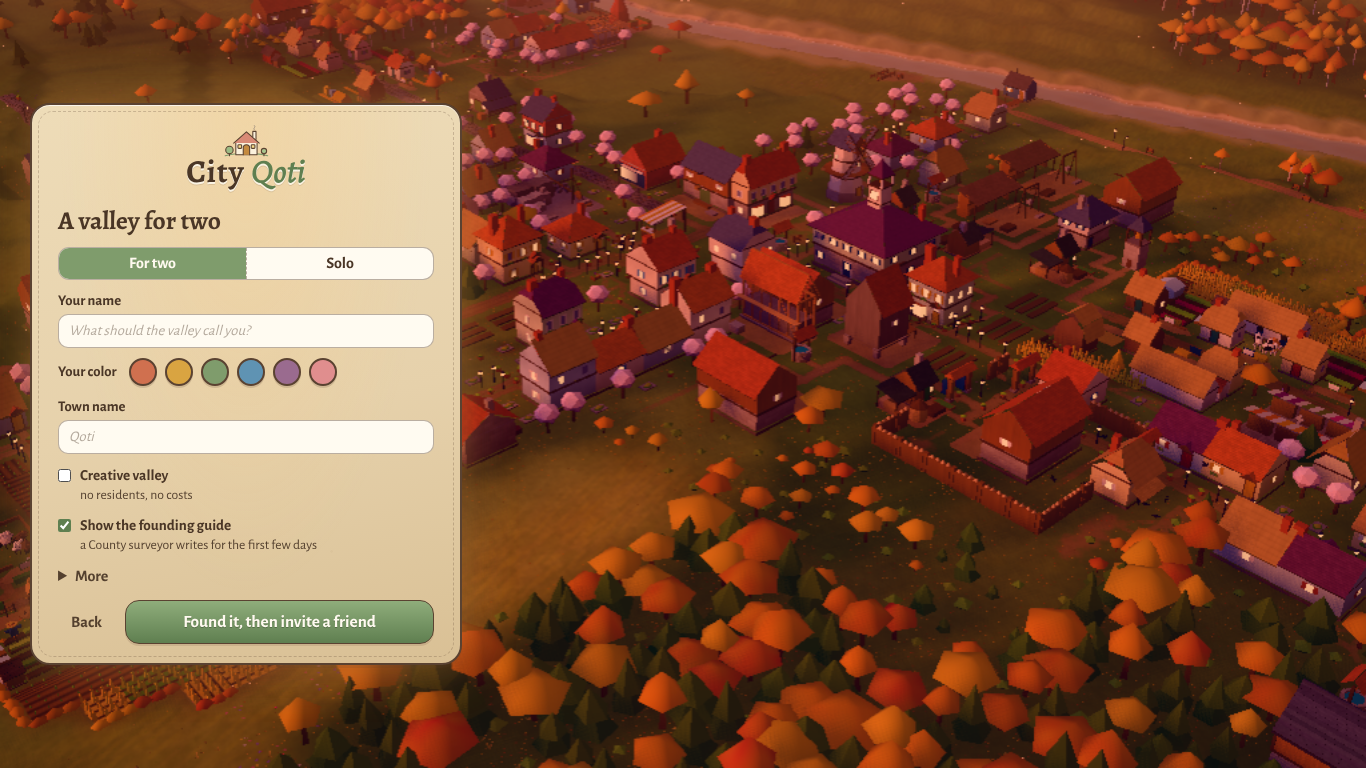 City Qoti
A valley for two
For two
Solo
Your name
What should the valley call you?
Your color
Town name
Qoti
Creative valley
no residents, no costs
Show the founding guide
a County surveyor writes for the first few days
More
Back
Found it, then invite a friend